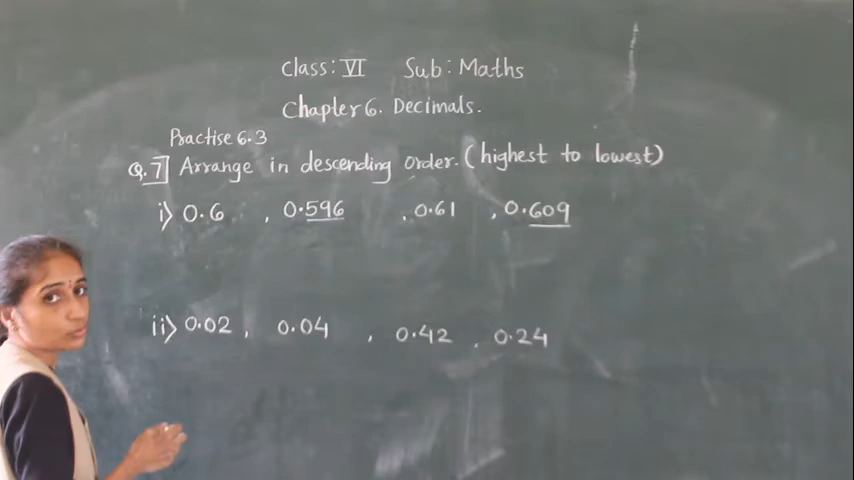 Class: VI Sub: Maths
Chapter 6. Decimals.
Practise 6.3
Q.7] Arrange in descending order. (highest to lowest)
i) 0.6 , 0.596 , 0.61 , 0.609
ii) 0.02 , 0.04 , 0.42 , 0.24